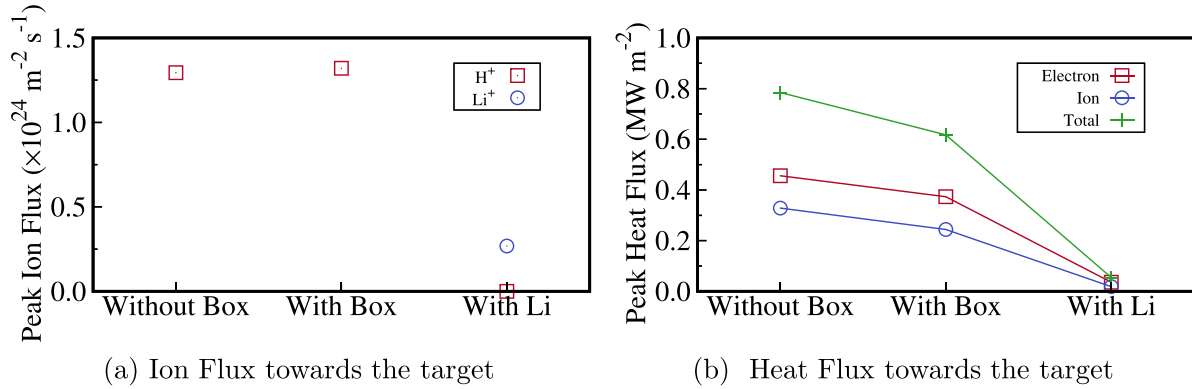 Peak Ion Flux (×10²⁴ m⁻² s⁻¹)
1.5
1.0
0.5
0.0
H⁺
Li⁺
Without Box With Box With Li
(a) Ion Flux towards the target
Peak Heat Flux (MW m⁻²)
1.0
0.8
0.6
0.4
0.2
0.0
Electron
Ion
Total
Without Box With Box With Li
(b) Heat Flux towards the target